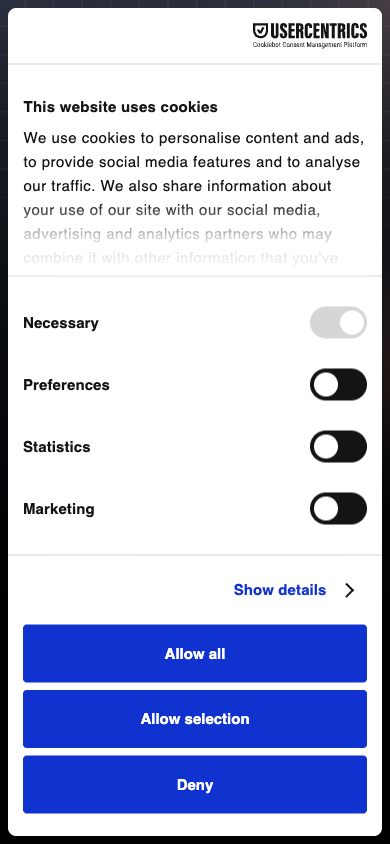 USERCENTRICS
Cookiebot Consent Management Platform
This website uses cookies
We use cookies to personalise content and ads,
to provide social media features and to analyse
our traffic. We also share information about
your use of our site with our social media,
advertising and analytics partners who may
combine it with other information that you've
Necessary
Preferences
Statistics
Marketing
Show details
Allow all
Allow selection
Deny